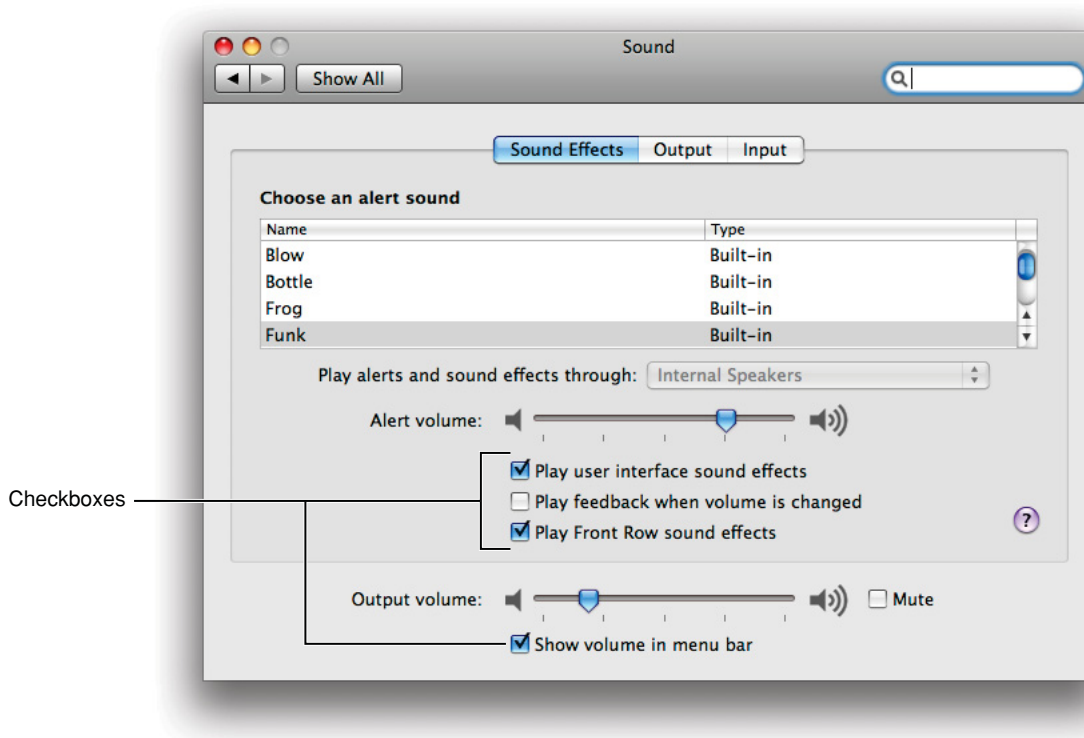 Sound
Show All
Sound Effects Output Input
Choose an alert sound
Name Type
Blow Built-in
Bottle Built-in
Frog Built-in
Funk Built-in
Play alerts and sound effects through: Internal Speakers
Alert volume:
Play user interface sound effects
Checkboxes
Play feedback when volume is changed
?
Play Front Row sound effects
Output volume: Mute
Show volume in menu bar